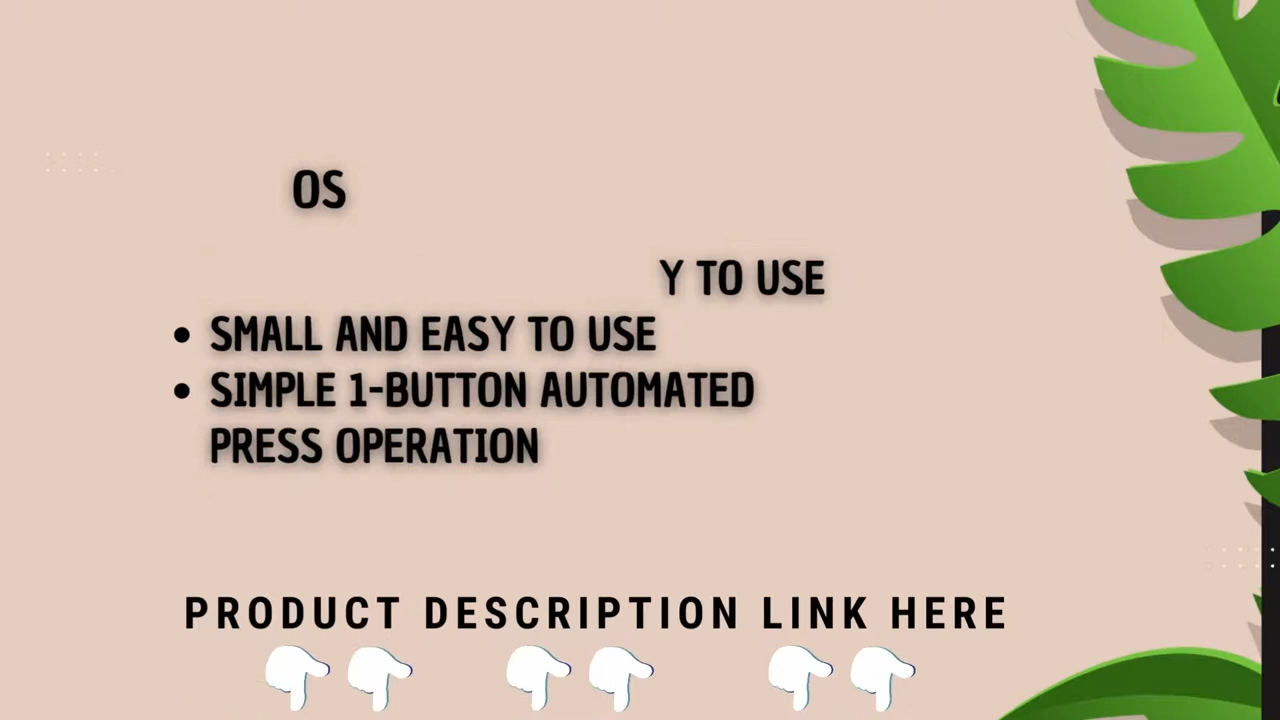 OS
Y TO USE
• SMALL AND EASY TO USE
• SIMPLE 1-BUTTON AUTOMATED
PRESS OPERATION
PRODUCT DESCRIPTION LINK HERE